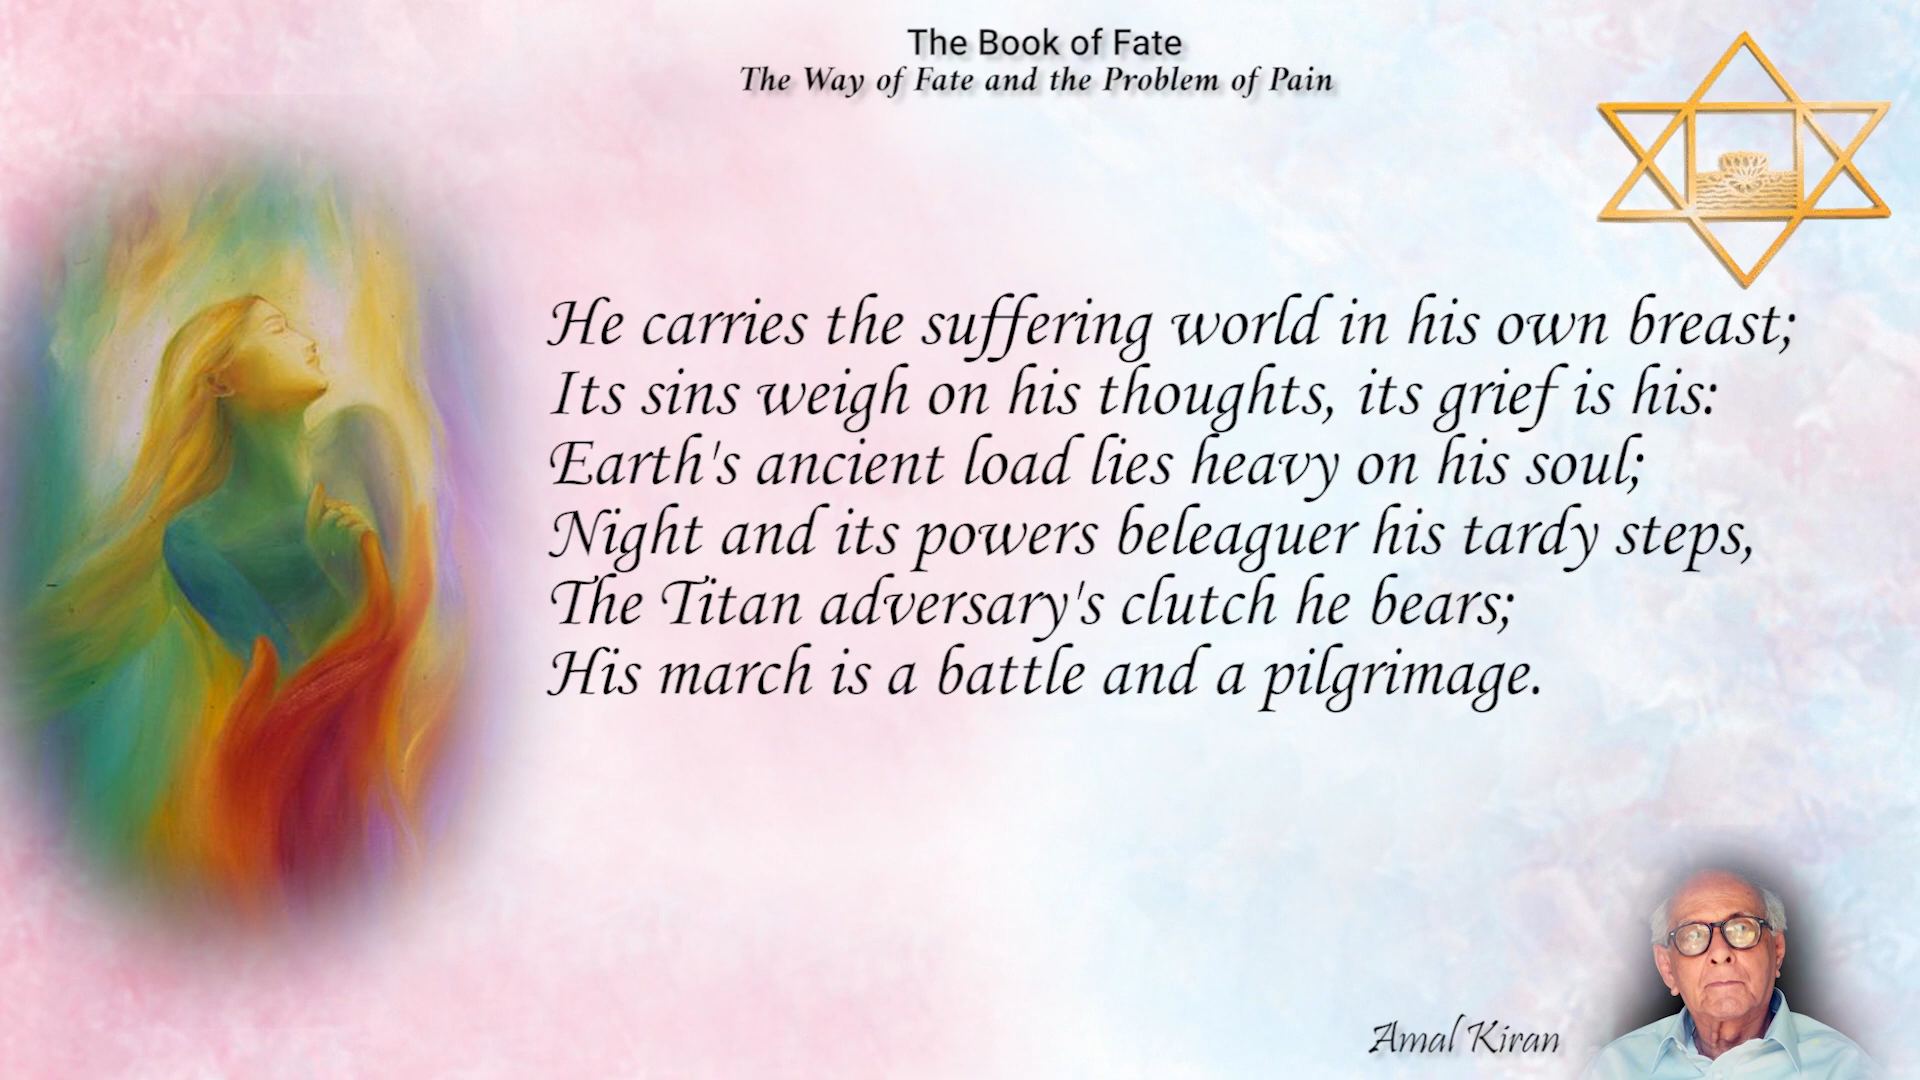 The Book of Fate
The Way of Fate and the Problem of Pain
He carries the suffering world in his own breast;
Its sins weigh on his thoughts, its grief is his:
Earth's ancient load lies heavy on his soul;
Night and its powers beleaguer his tardy steps,
The Titan adversary's clutch he bears;
His march is a battle and a pilgrimage.
Amal Kiran